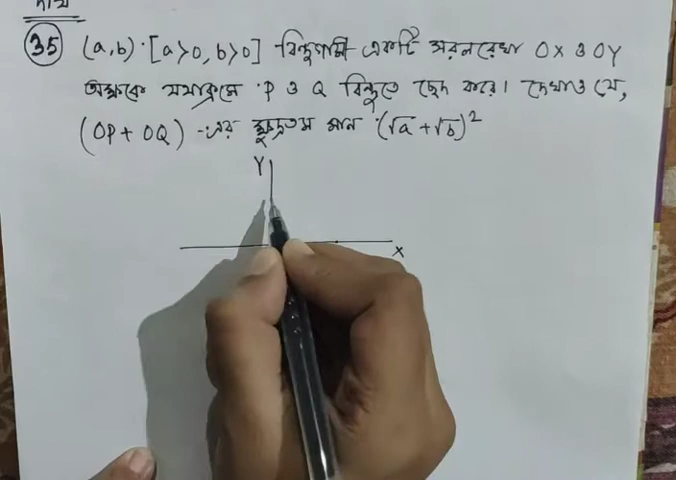 35 (a, b) [a>0, b>0] বিন্দুগামী একটি সরলরেখা OX ও OY
অক্ষকে যথাক্রমে P ও Q বিন্দুতে ছেদ করে। দেখাও যে,
(OP + OQ) -এর ক্ষুদ্রতম মান (√a + √b)²
Y
X